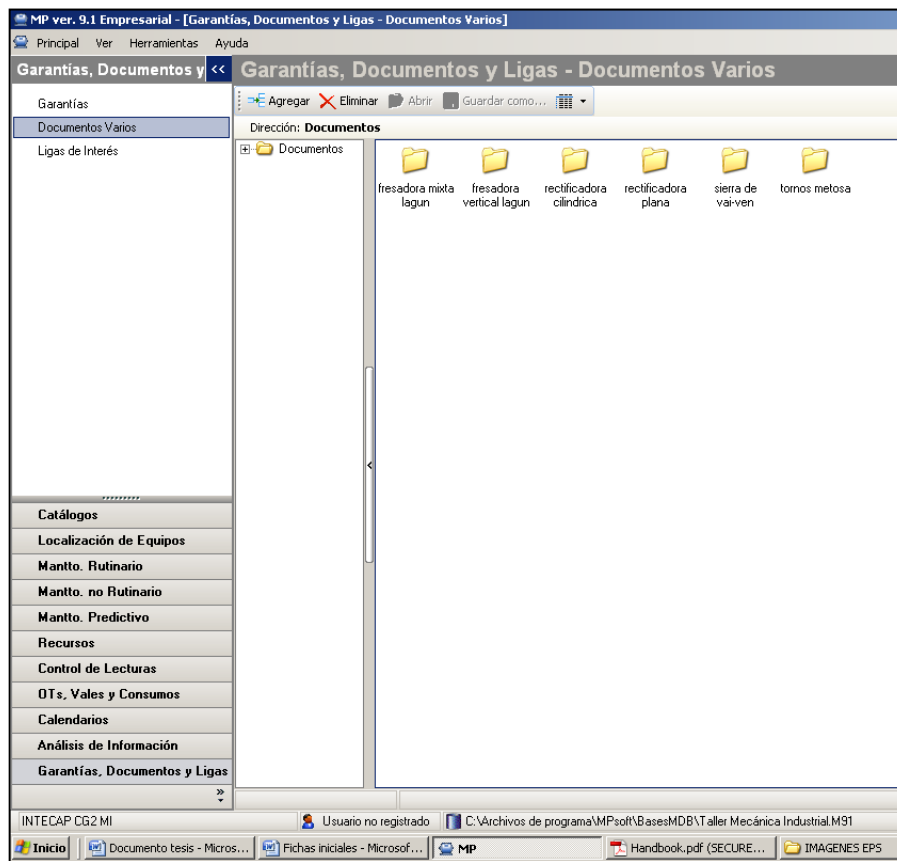 MP ver. 9.1 Empresarial - [Garantías, Documentos y Ligas - Documentos Varios]
Principal Ver Herramientas Ayuda
Garantías, Documentos y <<
Garantías, Documentos y Ligas - Documentos Varios
Garantías
Documentos Varios
Ligas de Interés
Agregar Eliminar Abrir Guardar como...
Dirección: Documentos
Documentos
fresadora mixta
lagun
fresadora
vertical lagun
rectificadora
cilindrica
rectificadora
plana
sierra de
vai-ven
tornos metosa
Catálogos
Localización de Equipos
Mantto. Rutinario
Mantto. no Rutinario
Mantto. Predictivo
Recursos
Control de Lecturas
OTs, Vales y Consumos
Calendarios
Análisis de Información
Garantías, Documentos y Ligas
INTECAP CG2 MI Usuario no registrado C:\Archivos de programa\MPsoft\BasesMDB\Taller Mecánica Industrial.M91
Inicio Documento tesis - Micros... Fichas iniciales - Microsof... MP Handbook.pdf (SECURE... IMAGENES EPS